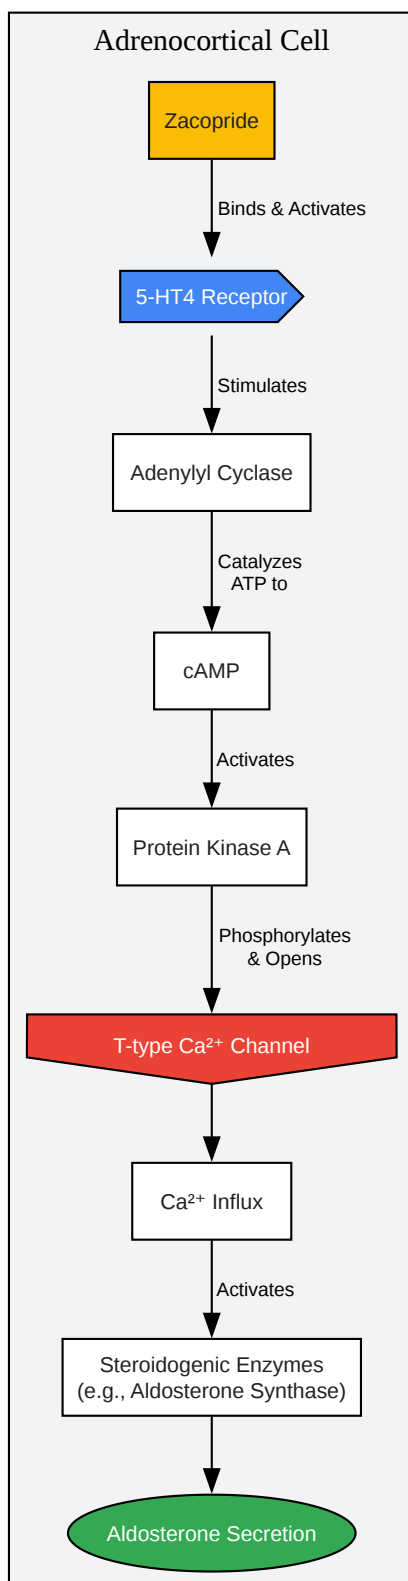 Adrenocortical Cell
Zacopride
Binds & Activates
5-HT4 Receptor
Stimulates
Adenylyl Cyclase
Catalyzes
ATP to
cAMP
Activates
Protein Kinase A
Phosphorylates
& Opens
T-type Ca²⁺ Channel
Ca²⁺ Influx
Activates
Steroidogenic Enzymes
(e.g., Aldosterone Synthase)
Aldosterone Secretion